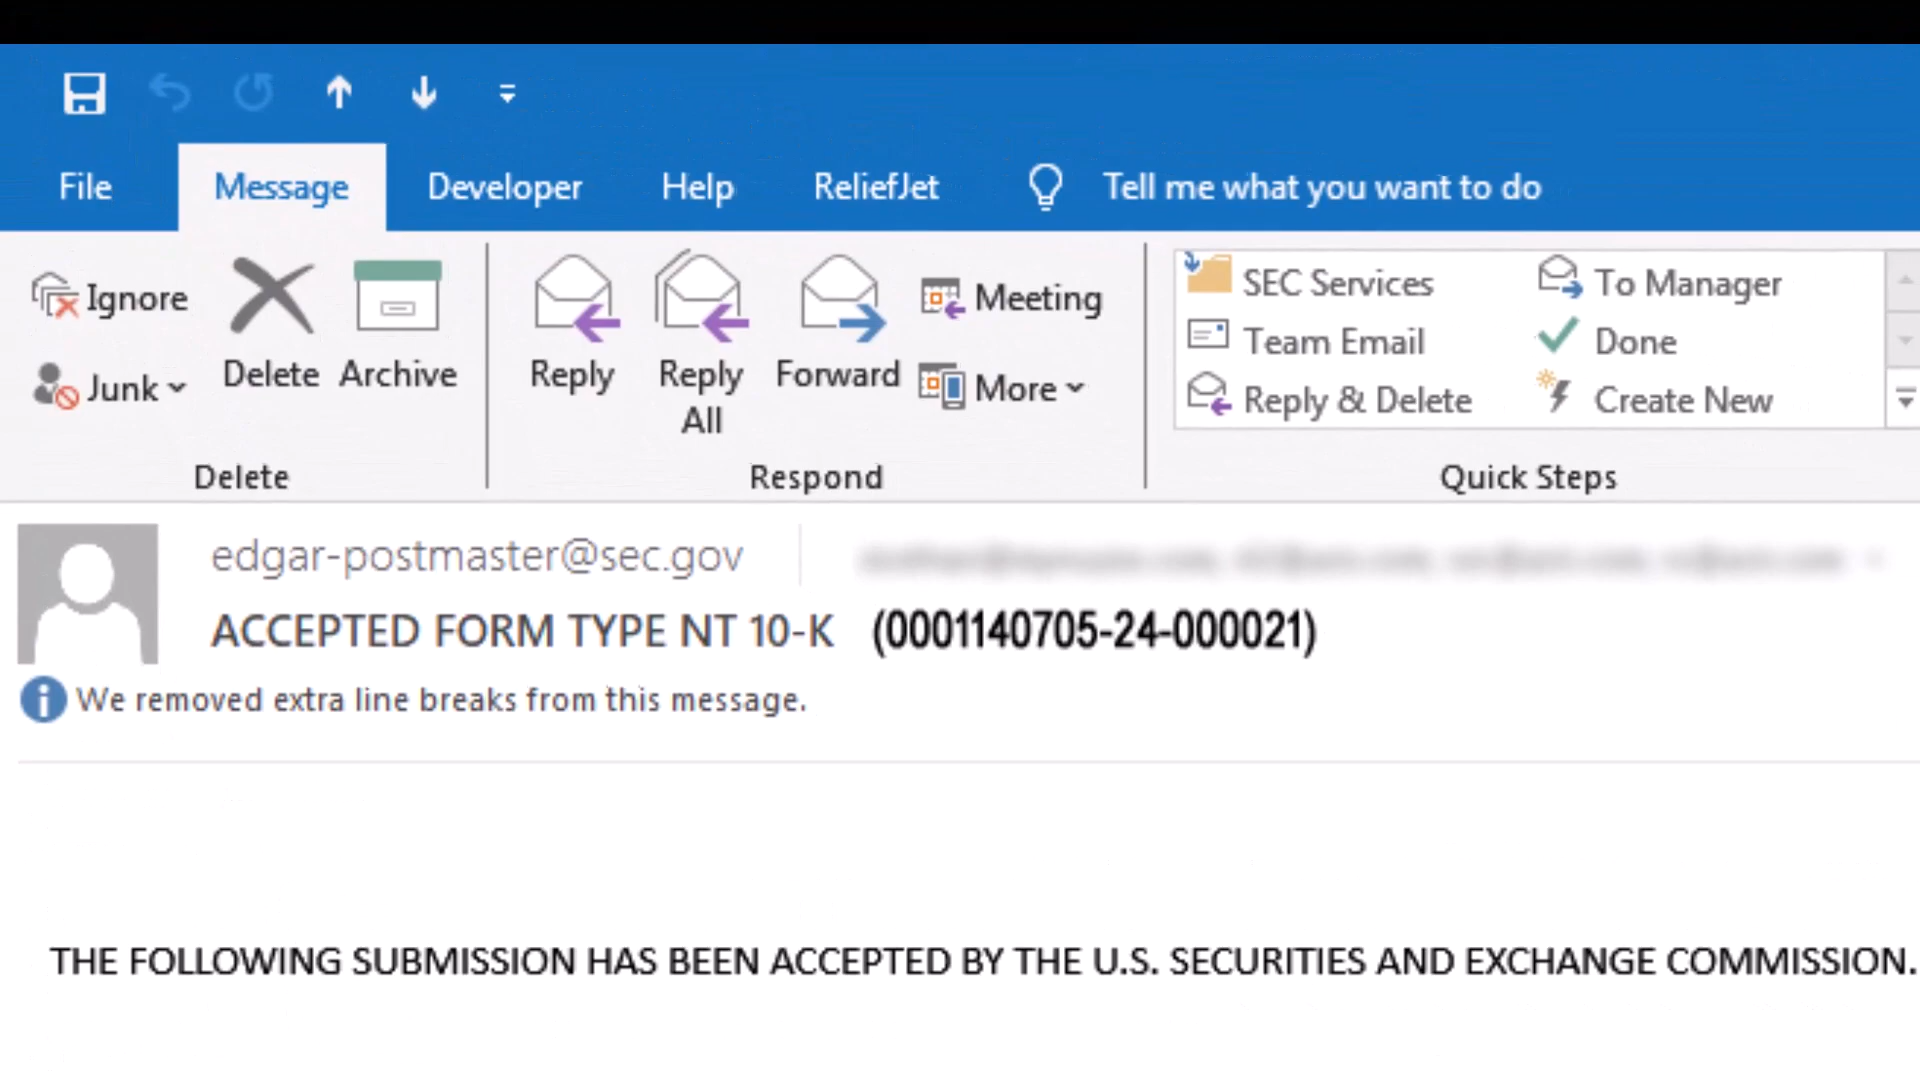 File Message Developer Help ReliefJet Tell me what you want to do
Ignore
Junk
Delete
Archive
Delete
Reply
Reply
All
Forward
Meeting
More
Respond
SEC Services
To Manager
Team Email
Done
Reply & Delete
Create New
Quick Steps
edgar-postmaster@sec.gov
ACCEPTED FORM TYPE NT 10-K (0001140705-24-000021)
We removed extra line breaks from this message.
THE FOLLOWING SUBMISSION HAS BEEN ACCEPTED BY THE U.S. SECURITIES AND EXCHANGE COMMISSION.